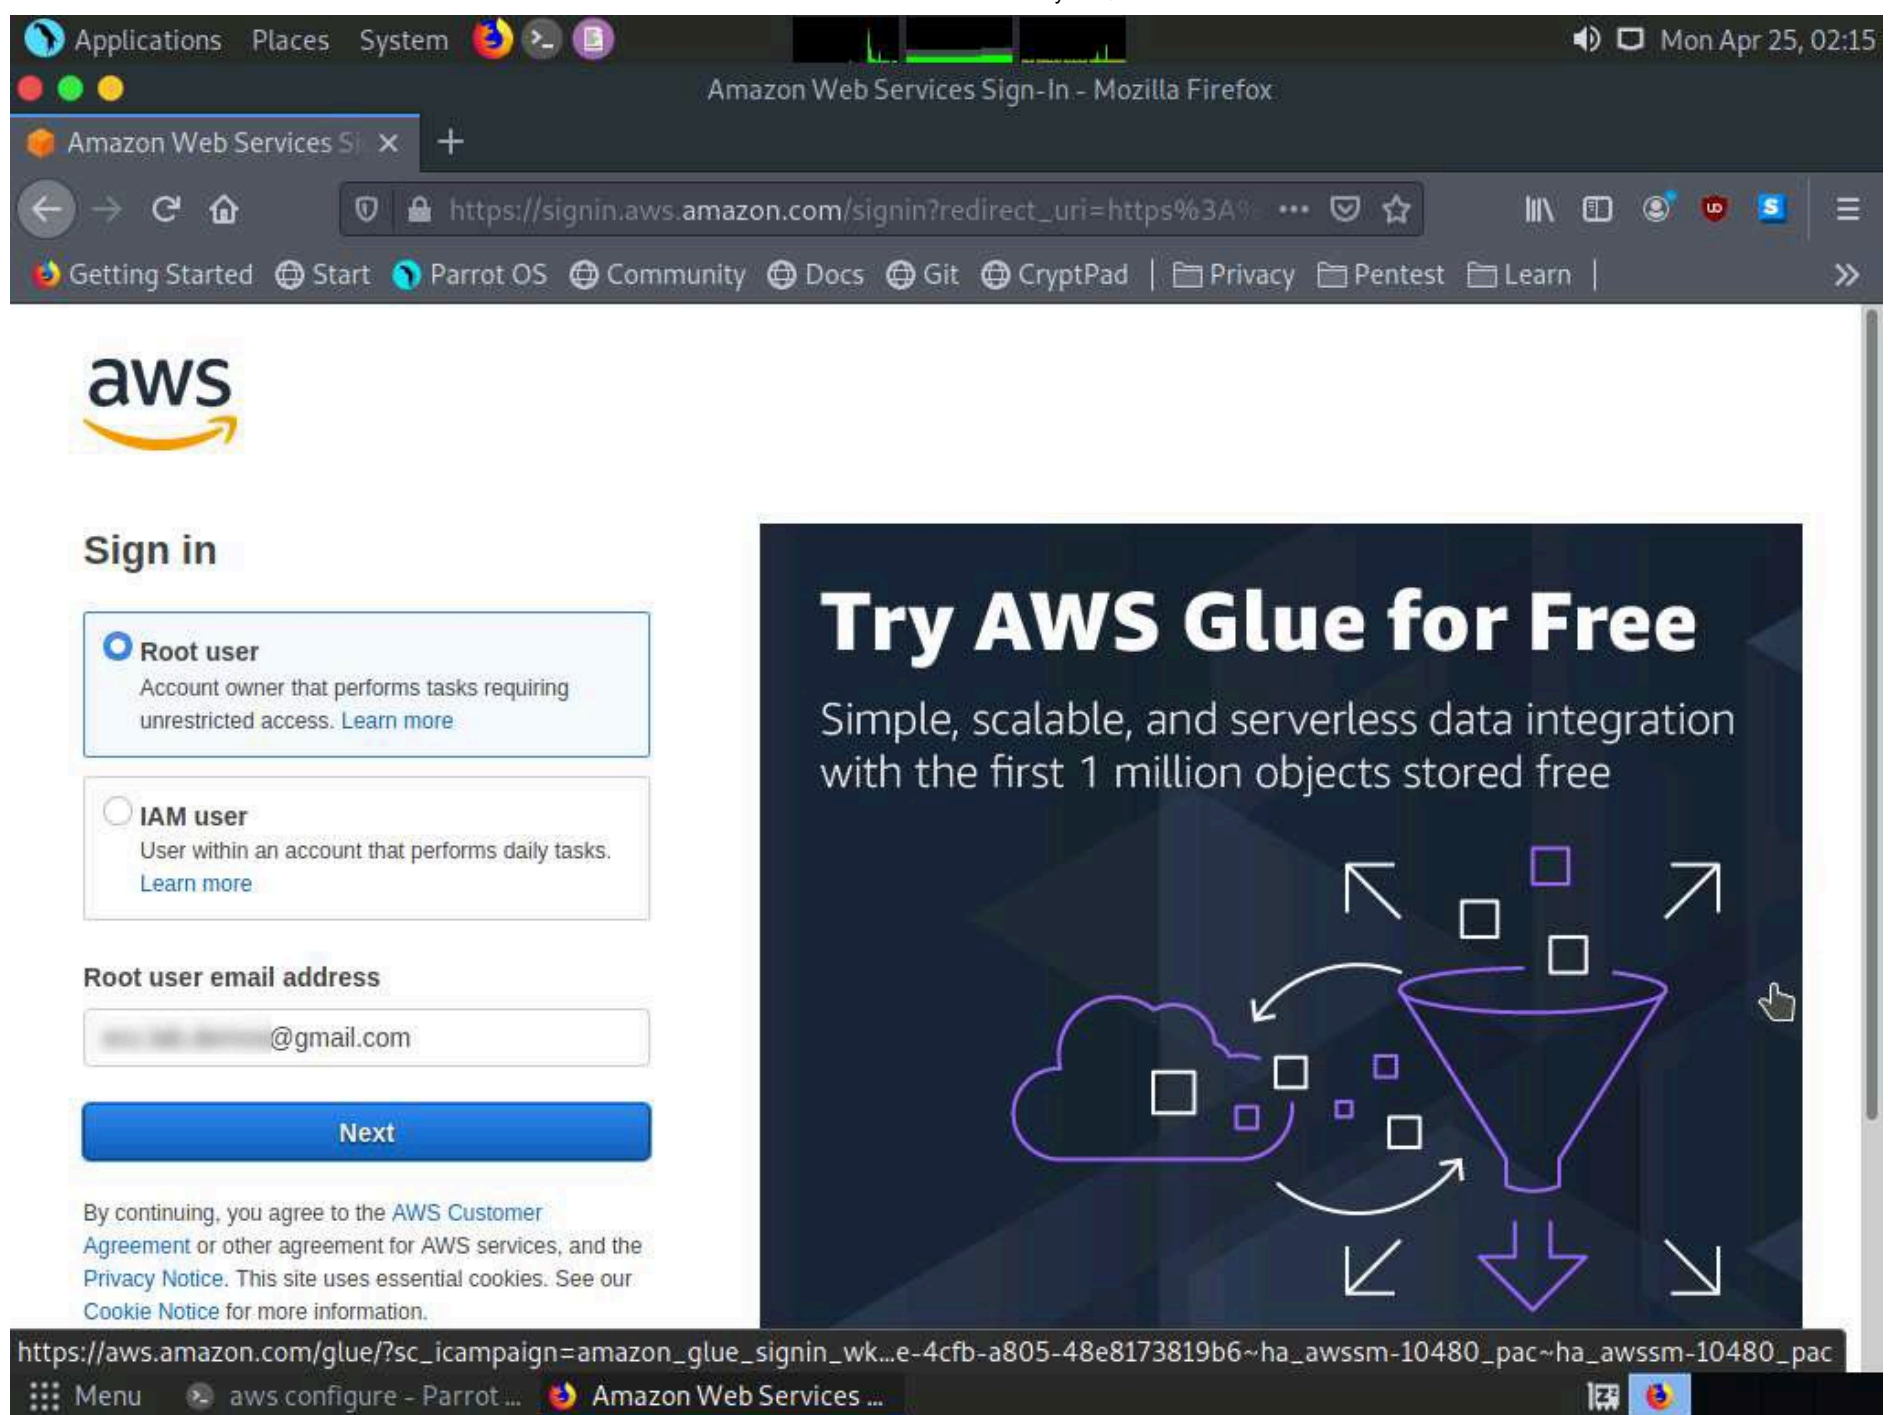 Applications Places System Mon Apr 25, 02:15
Amazon Web Services Sign-In - Mozilla Firefox
Amazon Web Services
https://signin.aws.amazon.com/signin?redirect_uri=https%3A%
Getting Started Start Parrot OS Community Docs Git CryptPad Privacy Pentest Learn
aws
Sign in
Root user
Account owner that performs tasks requiring
unrestricted access. Learn more
IAM user
User within an account that performs daily tasks.
Learn more
Root user email address
@gmail.com
Next
By continuing, you agree to the AWS Customer
Agreement or other agreement for AWS services, and the
Privacy Notice. This site uses essential cookies. See our
Cookie Notice for more information.
Try AWS Glue for Free
Simple, scalable, and serverless data integration
with the first 1 million objects stored free
https://aws.amazon.com/glue/?sc_icampaign=amazon_glue_signin_wk…e-4cfb-a805-48e8173819b6~ha_awssm-10480_pac~ha_awssm-10480_pac
Menu aws configure - Parrot ... Amazon Web Services ...